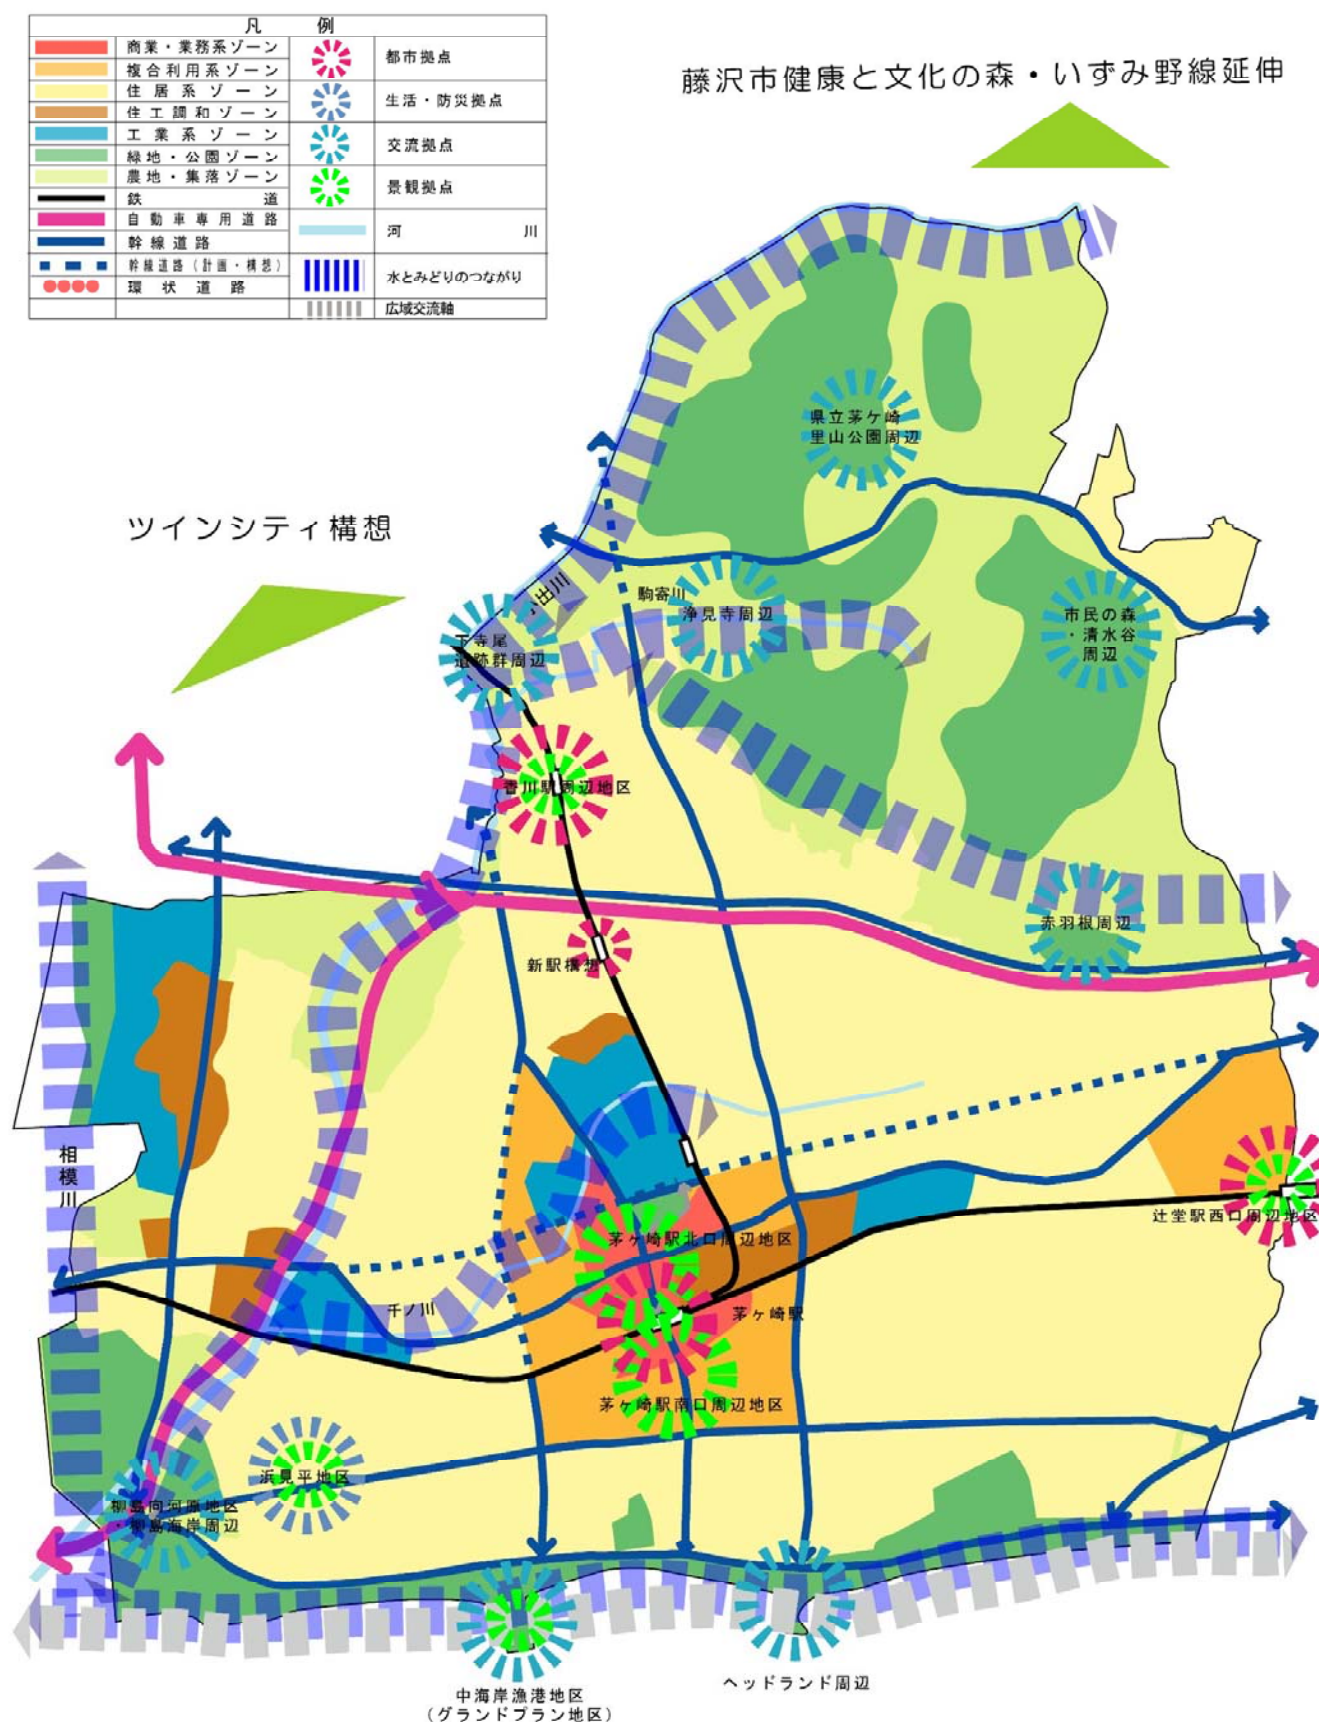 凡 例
商業・業務系ゾーン
複合利用系ゾーン
住居系ゾーン
住工調和ゾーン
工業系ゾーン
緑地・公園ゾーン
農地・集落ゾーン
鉄道
自動車専用道路
幹線道路
幹線道路(計画・構想)
環状道路
都市拠点
生活・防災拠点
交流拠点
景観拠点
河川
水とみどりのつながり
広域交流軸
藤沢市健康と文化の森・いずみ野線延伸
県立茅ケ崎
里山公園周辺
ツインシティ構想
小出川
駒寄川
浄見寺周辺
市民の森
・清水谷
周辺
下寺尾
遺跡群周辺
香川駅周辺地区
赤羽根周辺
新駅構想
相模川
辻堂駅西口周辺地区
茅ヶ崎駅北口周辺地区
千ノ川
茅ヶ崎駅
茅ヶ崎駅南口周辺地区
浜見平地区
柳島向河原地区
・柳島海岸周辺
ヘッドランド周辺
中海岸漁港地区
(グランドプラン地区)